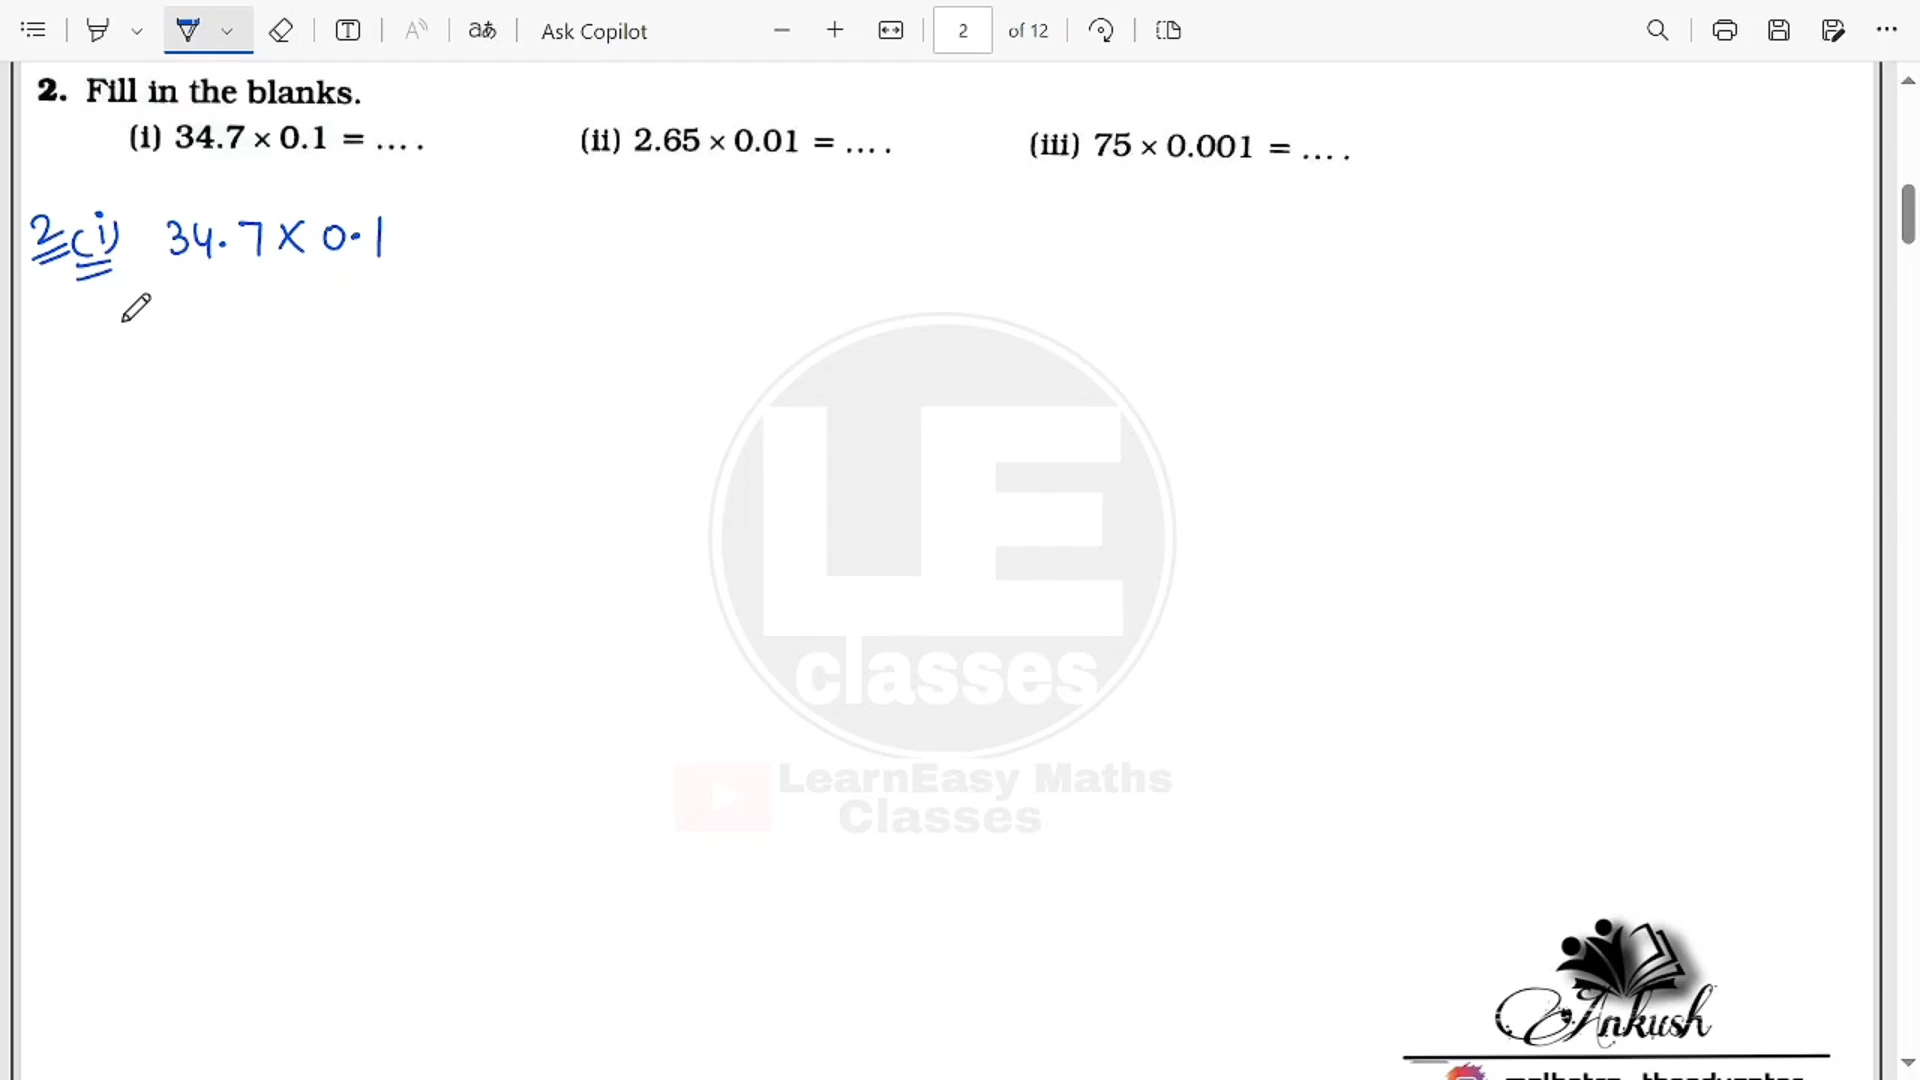 Ask Copilot 2 of 12
2. Fill in the blanks.
(i) 34.7 × 0.1 = .... (ii) 2.65 × 0.01 = .... (iii) 75 × 0.001 = ....
2(i) 34.7 × 0.1
LE
classes
LearnEasy Maths
Classes
Ankush